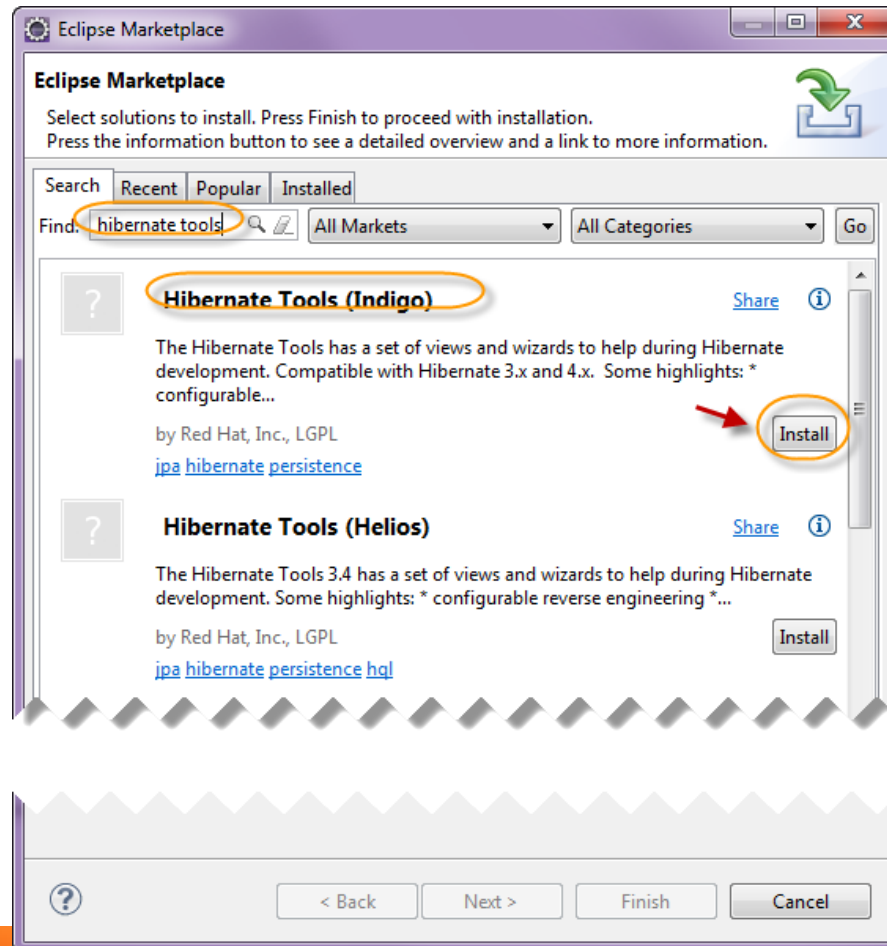 Eclipse Marketplace
Eclipse Marketplace
Select solutions to install. Press Finish to proceed with installation.
Press the information button to see a detailed overview and a link to more information.
Search Recent Popular Installed
Find: hibernate tools All Markets All Categories Go
Hibernate Tools (Indigo) Share
The Hibernate Tools has a set of views and wizards to help during Hibernate
development. Compatible with Hibernate 3.x and 4.x. Some highlights: *
configurable...
by Red Hat, Inc., LGPL Install
jpa hibernate persistence
Hibernate Tools (Helios) Share
The Hibernate Tools 3.4 has a set of views and wizards to help during Hibernate
development. Some highlights: * configurable reverse engineering *...
by Red Hat, Inc., LGPL Install
jpa hibernate persistence hql
< Back Next > Finish Cancel